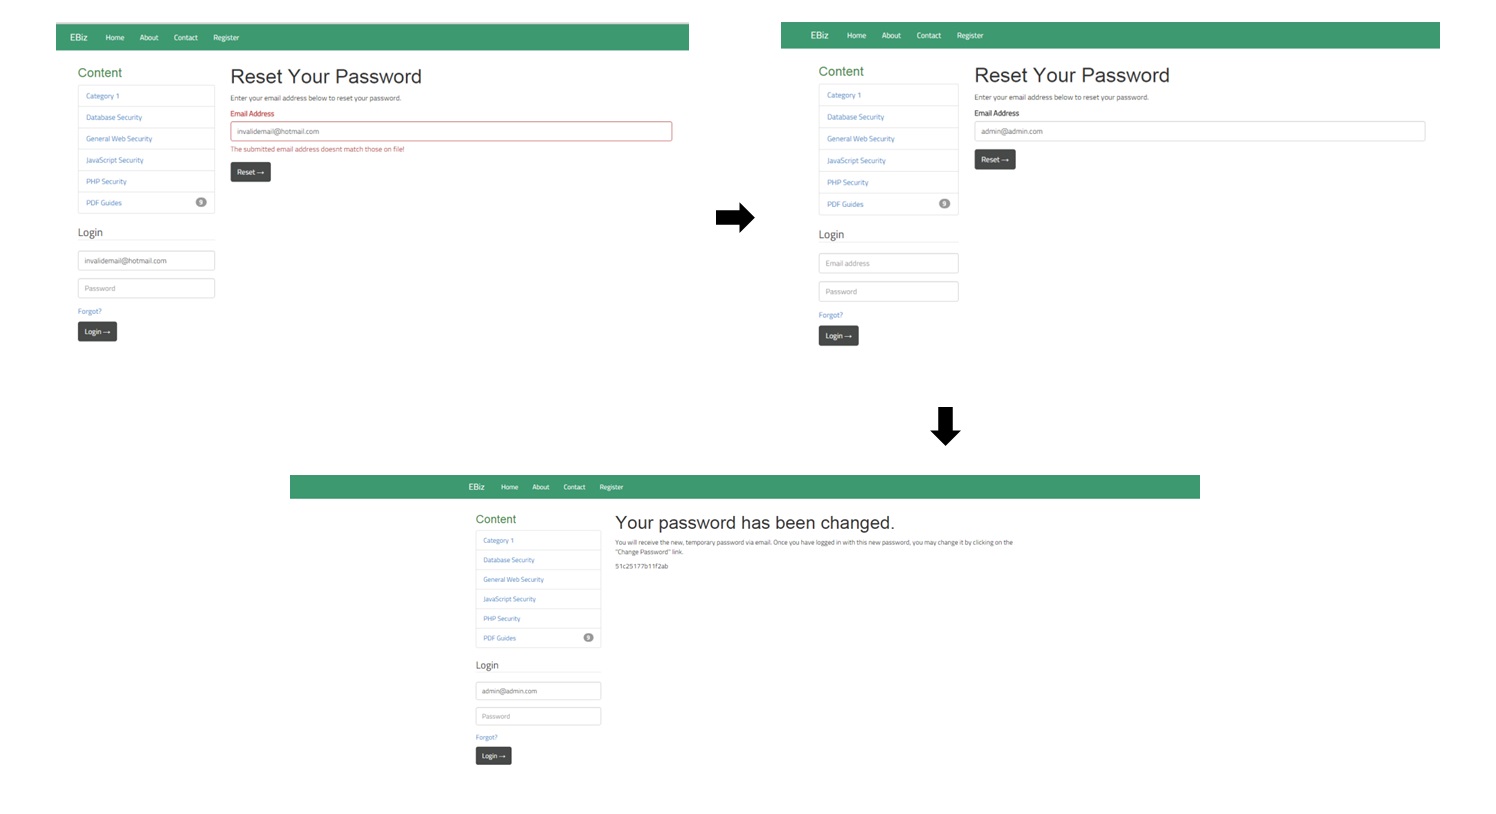 EBiz Home About Contact Register
Content
Category 1
Database Security
General Web Security
JavaScript Security
PHP Security
PDF Guides 9
Login
invalidemail@hotmail.com
Password
Forgot?
Login →
Reset Your Password
Enter your email address below to reset your password.
Email Address
invalidemail@hotmail.com
The submitted email address doesnt match those on file!
Reset →
EBiz Home About Contact Register
Content
Category 1
Database Security
General Web Security
JavaScript Security
PHP Security
PDF Guides 9
Login
Email address
Password
Forgot?
Login →
Reset Your Password
Enter your email address below to reset your password.
Email Address
admin@admin.com
Reset →
EBiz Home About Contact Register
Content
Category 1
Database Security
General Web Security
JavaScript Security
PHP Security
PDF Guides 9
Login
admin@admin.com
Password
Forgot?
Login →
Your password has been changed.
You will receive the new, temporary password via email. Once you have logged in with this new password, you may change it by clicking on the
"Change Password" link.
51c25177b11f2ab